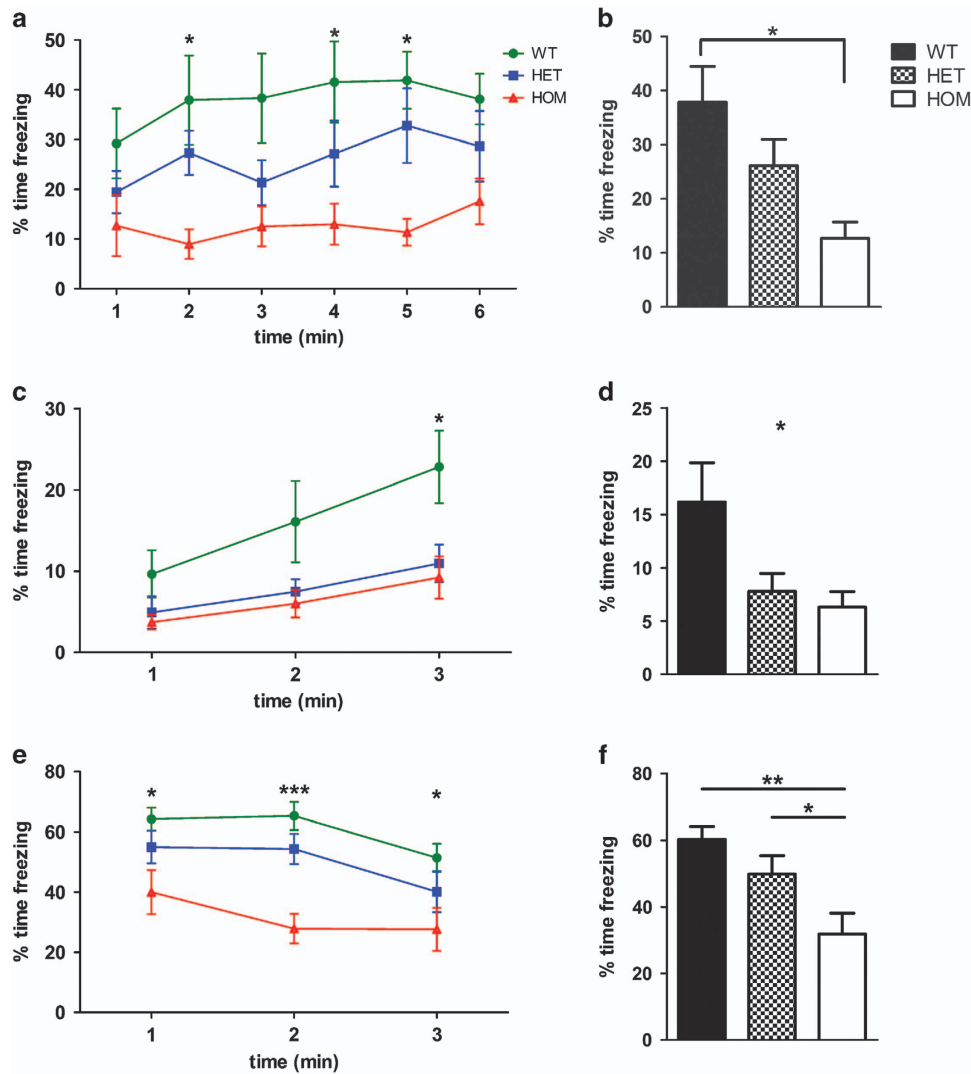 a
50
40
30
20
10
0
% time freezing
* * *
WT
HET
HOM
1 2 3 4 5 6
time (min)
b
50
40
30
20
10
0
% time freezing
*
WT
HET
HOM
c
30
20
10
0
% time freezing
*
1 2 3
time (min)
d
25
20
15
10
5
0
% time freezing
*
e
80
60
40
20
0
% time freezing
* *** *
1 2 3
time (min)
f
80
60
40
20
0
% time freezing
**
*